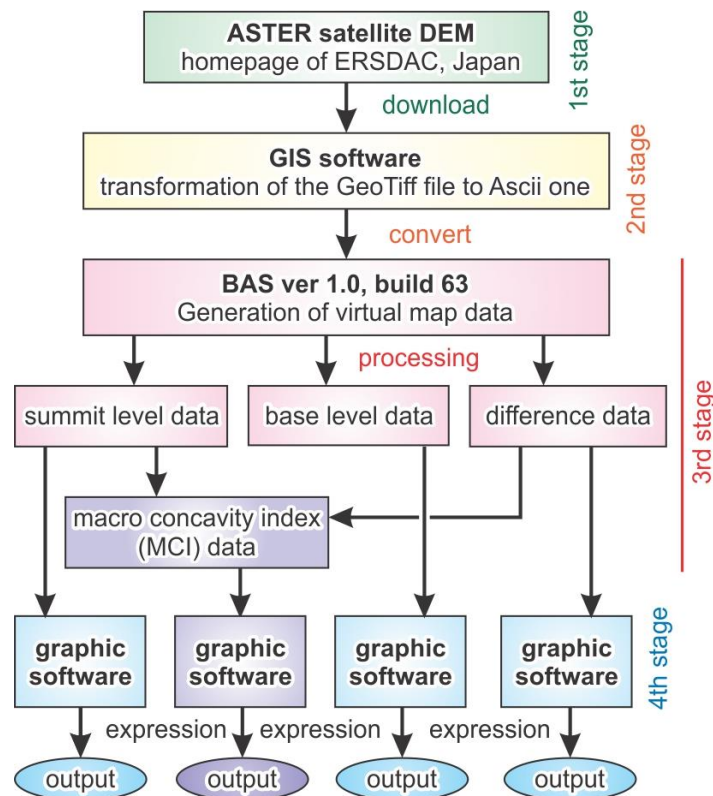 ASTER satellite DEM
homepage of ERSDAC, Japan
1st stage
download
GIS software
transformation of the GeoTiff file to Ascii one
2nd stage
convert
BAS ver 1.0, build 63
Generation of virtual map data
processing
3rd stage
summit level data
base level data
difference data
macro concavity index
(MCI) data
graphic
software
graphic
software
graphic
software
graphic
software
4th stage
expression
expression
expression
output
output
output
output